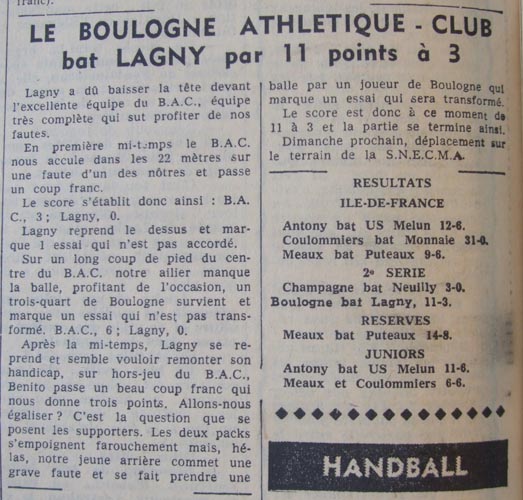 franc).
LE BOULOGNE ATHLETIQUE - CLUB
bat LAGNY par 11 points à 3
Lagny a dû baisser la tête devant
l'excellente équipe du B.A.C., équipe
très complète qui sut profiter de nos
fautes.
En première mi-temps le B.A.C.
nous accule dans les 22 mètres sur
une faute d'un des nôtres et passe
un coup franc.
Le score s'établit donc ainsi : B.A.
C., 3 ; Lagny, 0.
Lagny reprend le dessus et mar-
que 1 essai qui n'est pas accordé.
Sur un long coup de pied du
centre du B.A.C. notre ailier manque
la balle, profitant de l'occasion, un
trois-quart de Boulogne survient et
marque un essai qui n'est pas trans-
formé. B.A.C., 6 ; Lagny, 0.
Après la mi-temps, Lagny se re-
prend et semble vouloir remonter son
handicap, sur hors-jeu du B.A.C.,
Benito passe un beau coup franc qui
nous donne trois points. Allons-nous
égaliser ? C'est la question que se
posent les supporters. Les deux packs
s'empoignent farouchement mais, hé-
las, notre jeune arrière commet une
grave faute et se fait prendre une
balle par un joueur de Boulogne qui
marque un essai qui sera transformé.
Le score est donc à ce moment de
11 à 3 et la partie se termine ainsi.
Dimanche prochain, déplacement sur
le terrain de la S.N.E.C.M.A.
RESULTATS
ILE-DE-FRANCE
Antony bat US Melun 12-6.
Coulommiers bat Monnaie 31-0.
Meaux bat Puteaux 9-6.
2e SERIE
Champagne bat Neuilly 3-0.
Boulogne bat Lagny, 11-3.
RESERVES
Meaux bat Puteaux 14-8.
JUNIORS
Antony bat US Melun 11-6.
Meaux et Coulommiers 6-6.
HANDBALL